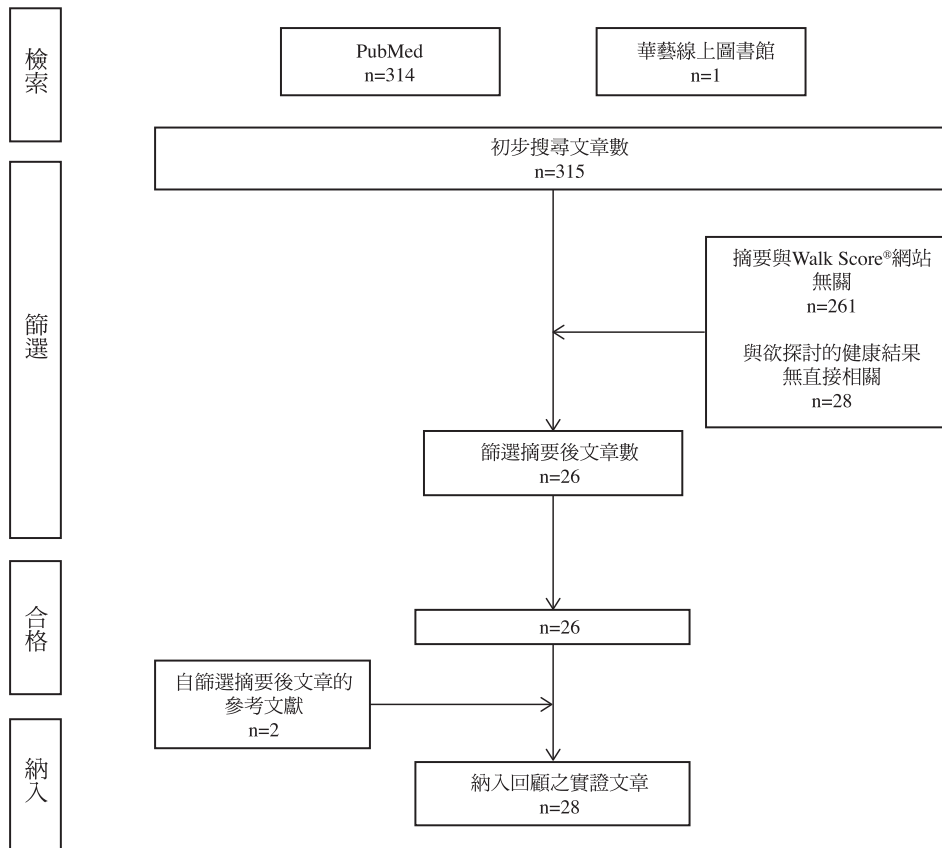 檢索
PubMed
n=314
華藝線上圖書館
n=1
初步搜尋文章數
n=315
篩選
摘要與Walk Score®網站
無關
n=261
與欲探討的健康結果
無直接相關
n=28
篩選摘要後文章數
n=26
合格
n=26
自篩選摘要後文章的
參考文獻
n=2
納入
納入回顧之實證文章
n=28